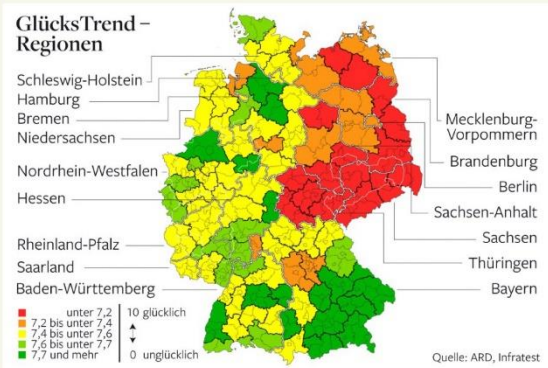 GlücksTrend –
Regionen
Schleswig-Holstein
Hamburg
Bremen
Niedersachsen
Nordrhein-Westfalen
Hessen
Rheinland-Pfalz
Saarland
Baden-Württemberg
Mecklenburg-
Vorpommern
Brandenburg
Berlin
Sachsen-Anhalt
Sachsen
Thüringen
Bayern
unter 7,2
7,2 bis unter 7,4
7,4 bis unter 7,6
7,6 bis unter 7,7
7,7 und mehr
10 glücklich
0 unglücklich
Quelle: ARD, Infratest